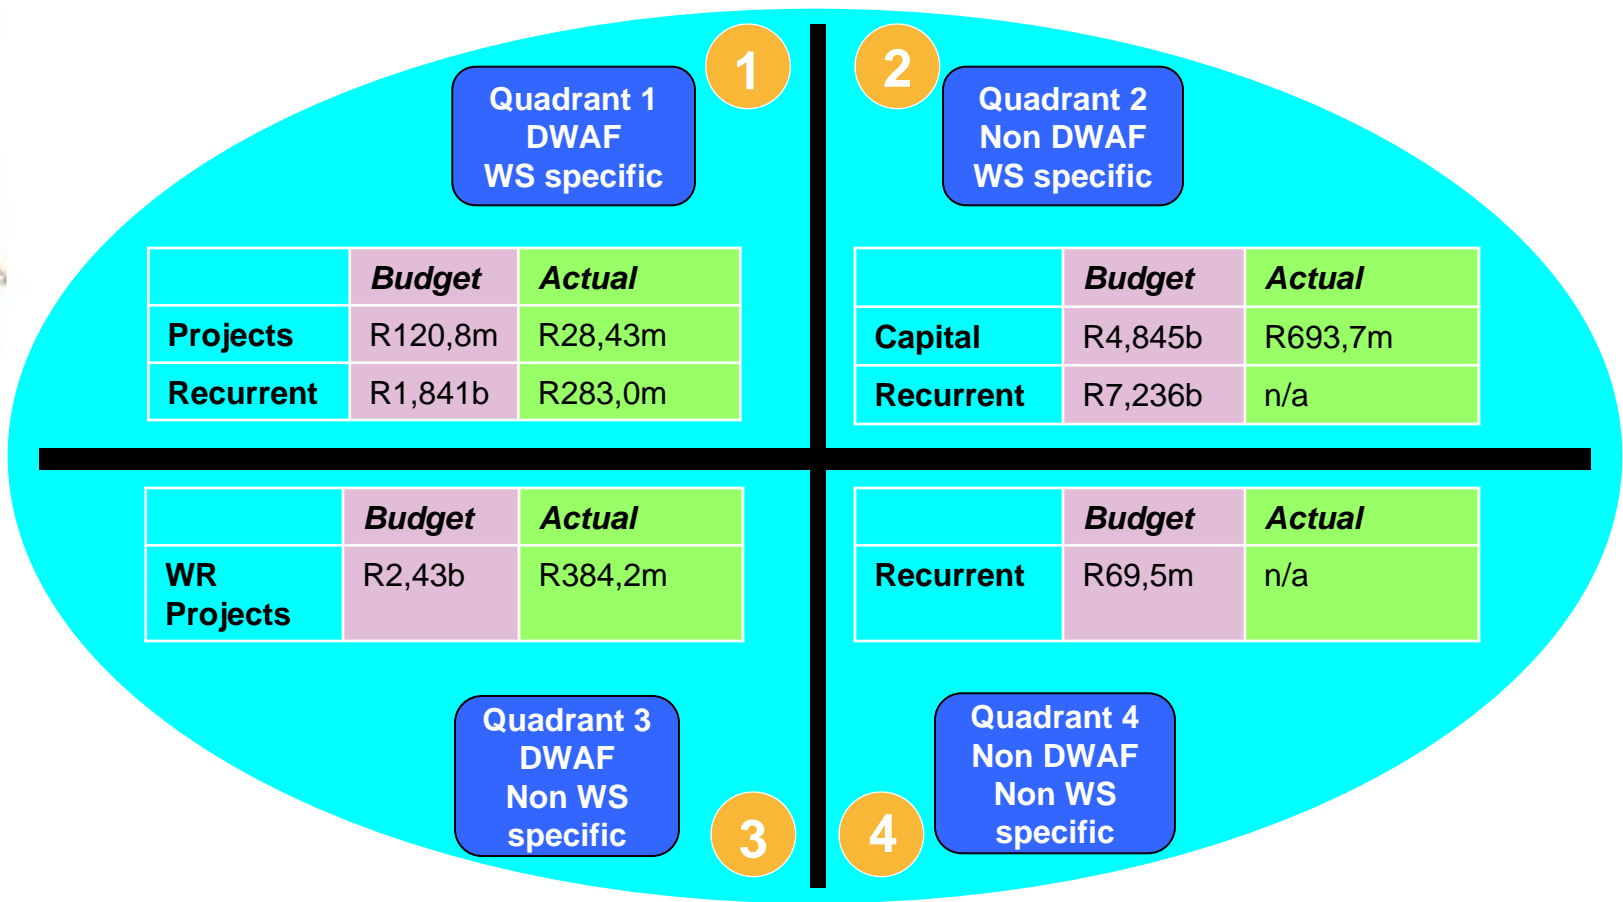 1
Quadrant 1
DWAF
WS specific
2
Quadrant 2
Non DWAF
WS specific
Budget Actual
Projects R120,8m R28,43m
Recurrent R1,841b R283,0m
Budget Actual
Capital R4,845b R693,7m
Recurrent R7,236b n/a
Budget Actual
WR R2,43b R384,2m
Projects
Budget Actual
Recurrent R69,5m n/a
Quadrant 3
DWAF
Non WS
specific
3
Quadrant 4
Non DWAF
Non WS
specific
4